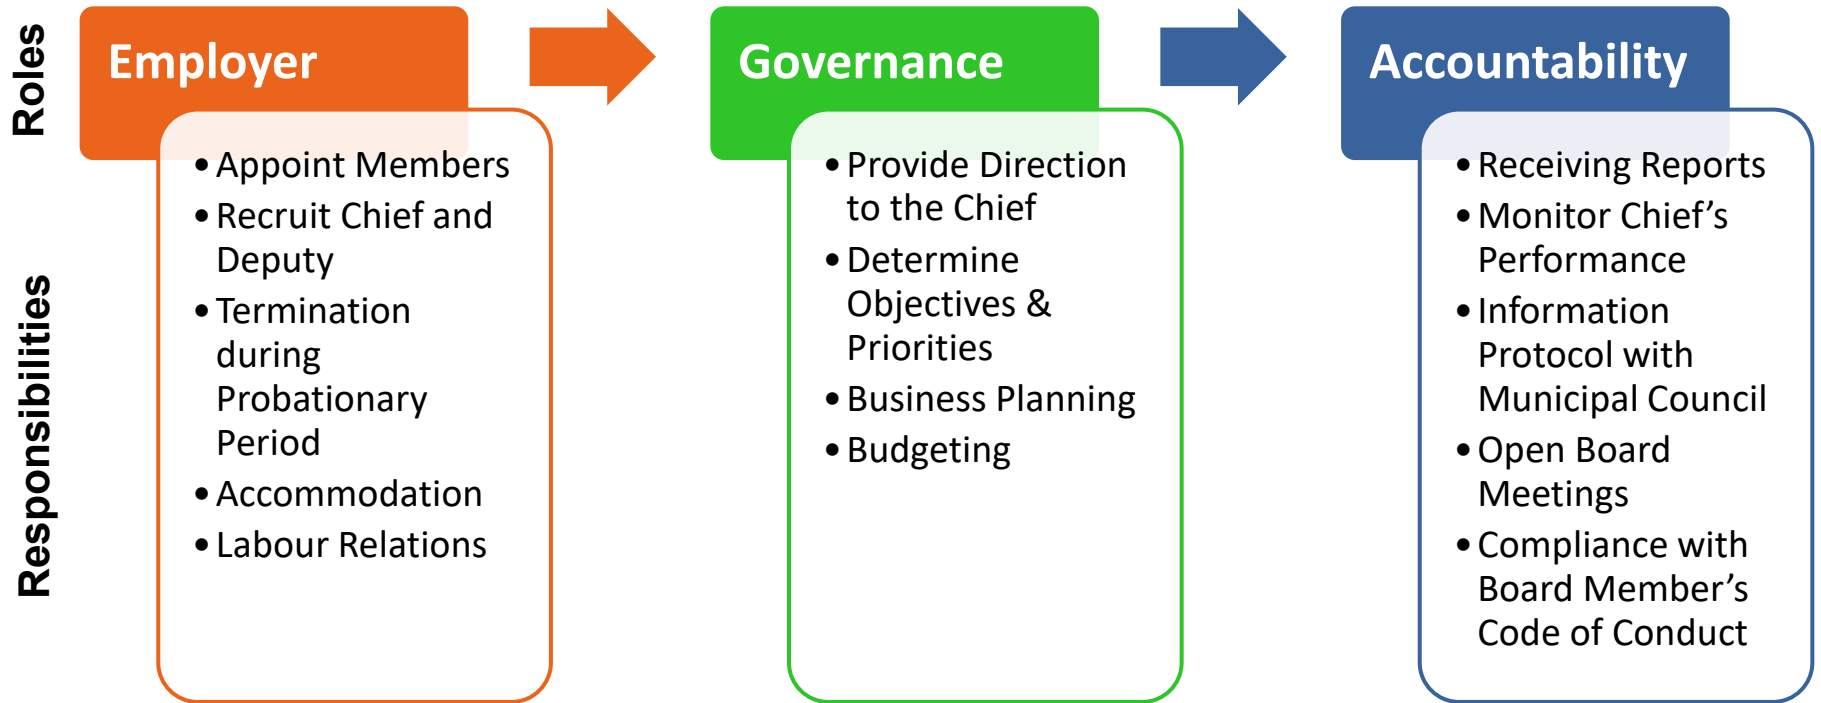 Roles
Employer
Governance
Accountability
Responsibilities
•Appoint Members
•Recruit Chief and
Deputy
•Termination
during
Probationary
Period
•Accommodation
•Labour Relations
•Provide Direction
to the Chief
•Determine
Objectives &
Priorities
•Business Planning
•Budgeting
•Receiving Reports
•Monitor Chief’s
Performance
•Information
Protocol with
Municipal Council
•Open Board
Meetings
•Compliance with
Board Member’s
Code of Conduct